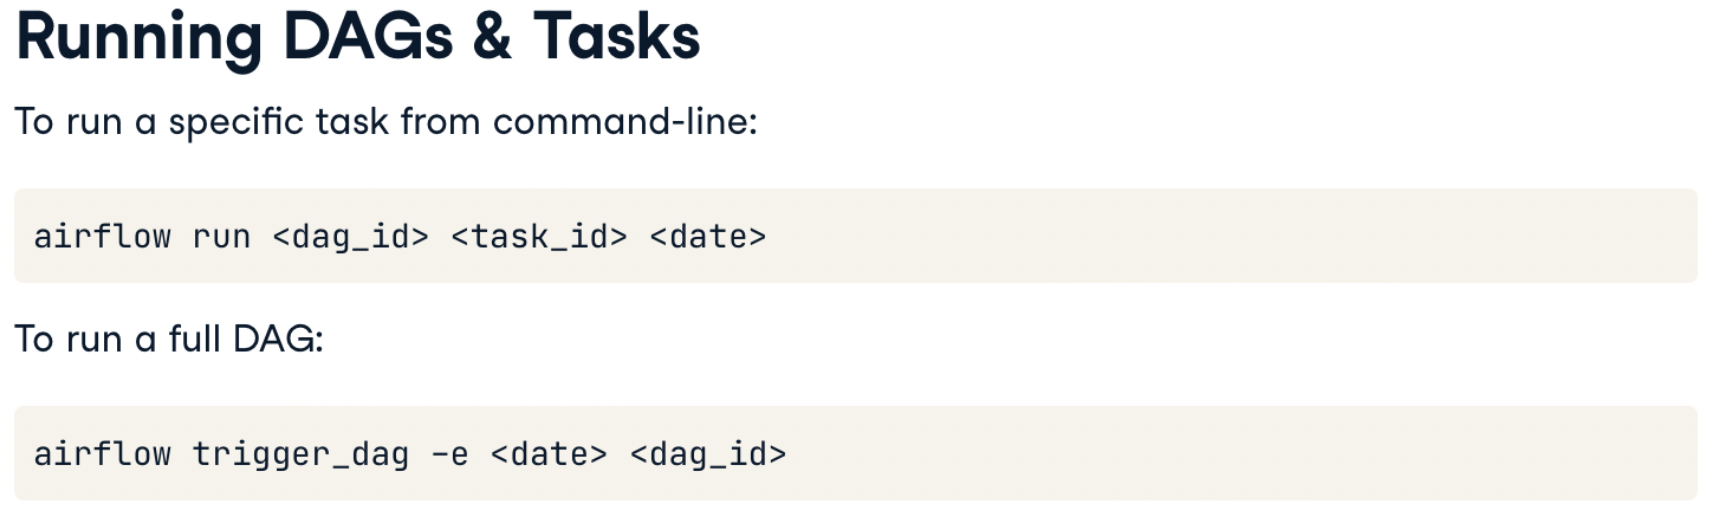 Running DAGs & Tasks
To run a specific task from command-line:
airflow run <dag_id> <task_id> <date>
To run a full DAG:
airflow trigger_dag -e <date> <dag_id>